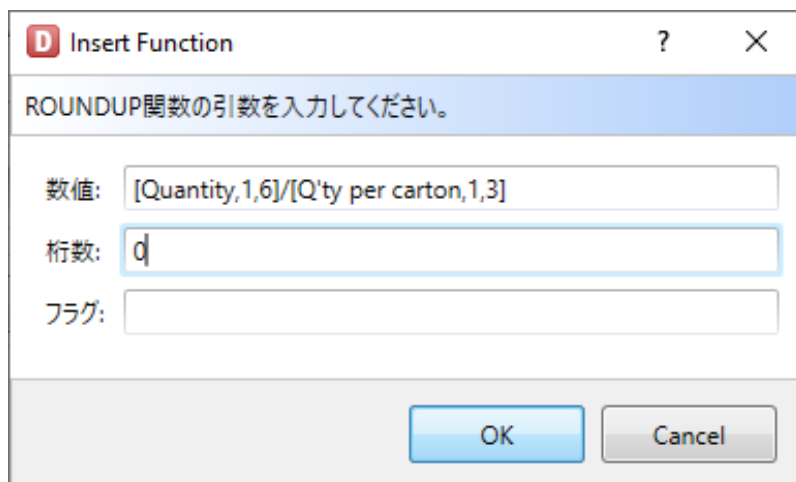 D Insert Function ? ×
ROUNDUP関数の引数を入力してください。
数値: [Quantity,1,6]/[Q'ty per carton,1,3]
桁数: 0
フラグ:
OK Cancel